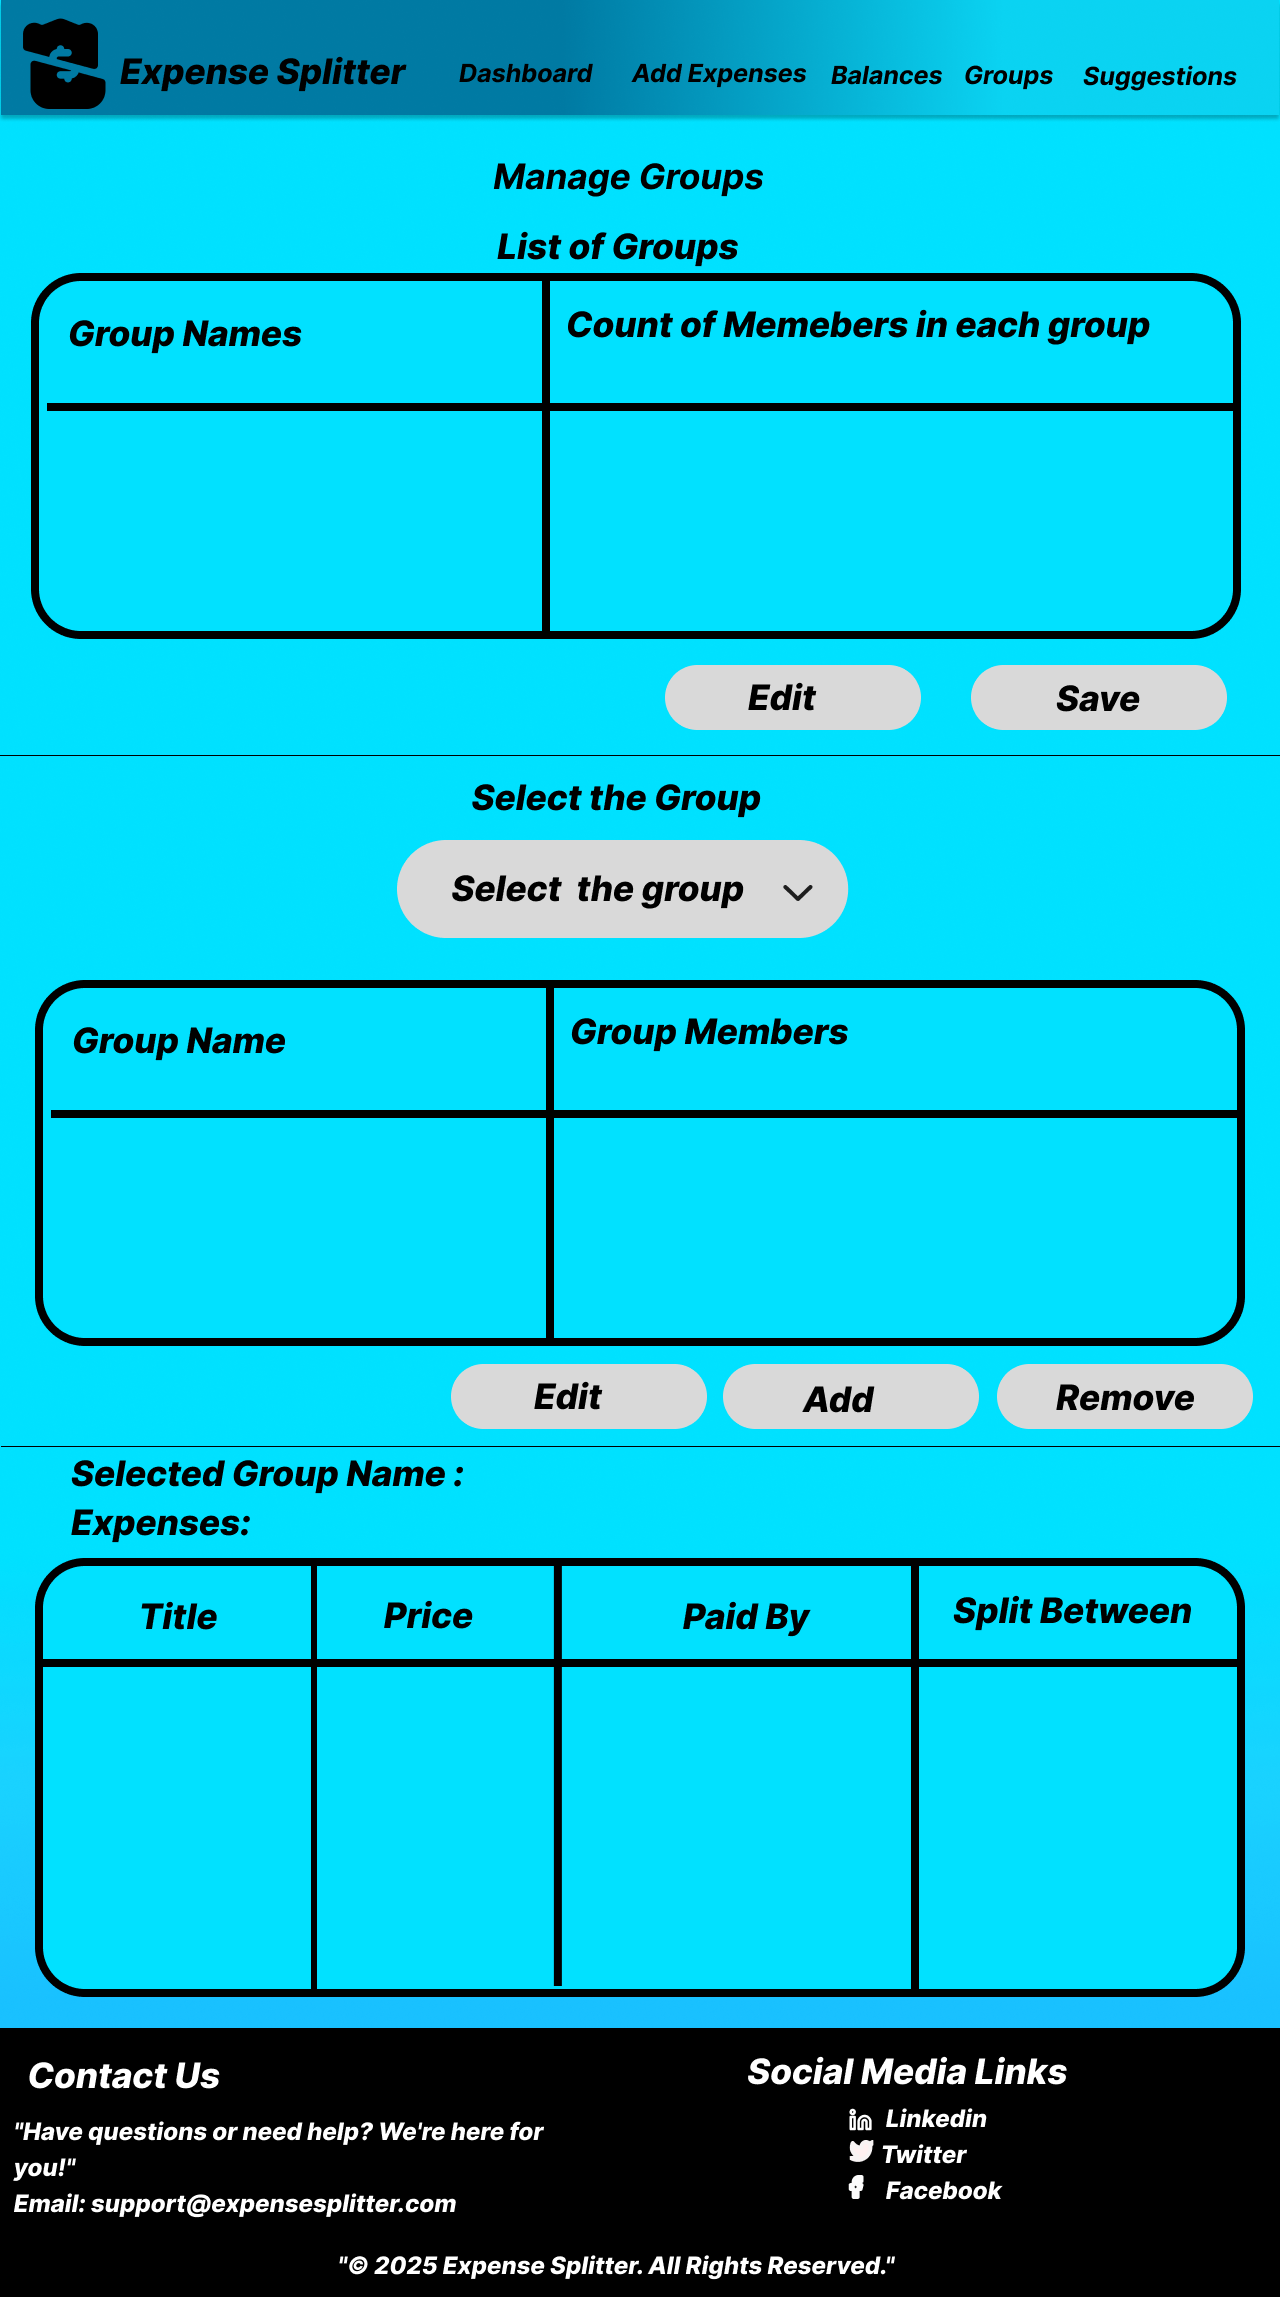 Expense Splitter
Dashboard
Add Expenses
Balances
Groups
Suggestions
Manage Groups
List of Groups
Group Names
Count of Memebers in each group
Edit
Save
Select the Group
Select the group
Group Name
Group Members
Edit
Add
Remove
Selected Group Name :
Expenses:
Title
Price
Paid By
Split Between
Contact Us
"Have questions or need help? We're here for
you!"
Email: support@expensesplitter.com
Social Media Links
Linkedin
Twitter
Facebook
"© 2025 Expense Splitter. All Rights Reserved."